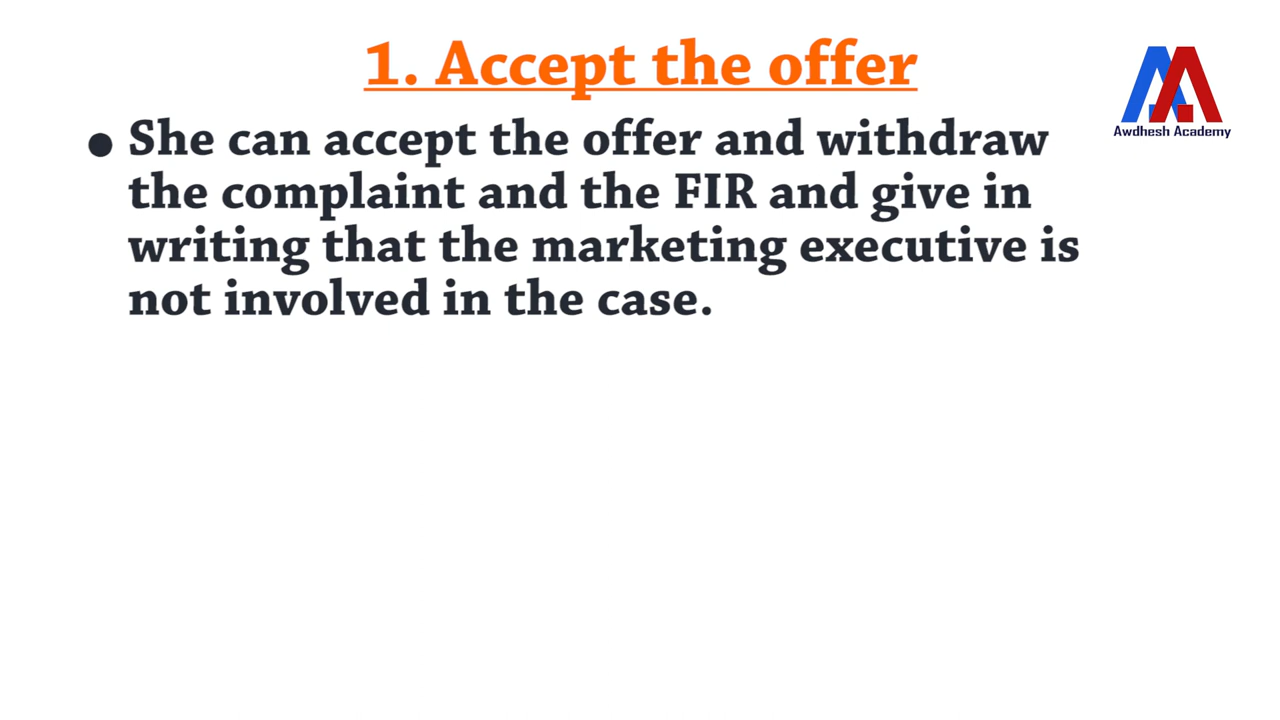 1. Accept the offer
Awdhesh Academy
• She can accept the offer and withdraw
the complaint and the FIR and give in
writing that the marketing executive is
not involved in the case.